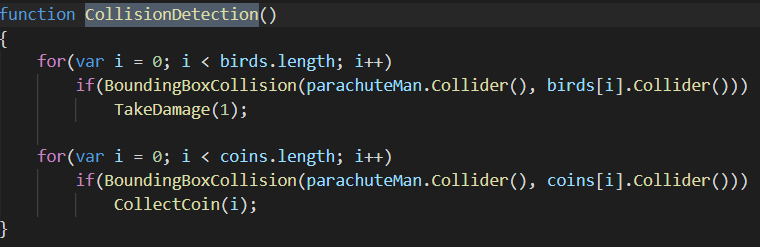 function CollisionDetection()
{
    for(var i = 0; i < birds.length; i++)
        if(BoundingBoxCollision(parachuteMan.Collider(), birds[i].Collider()))
            TakeDamage(1);

    for(var i = 0; i < coins.length; i++)
        if(BoundingBoxCollision(parachuteMan.Collider(), coins[i].Collider()))
            CollectCoin(i);
}